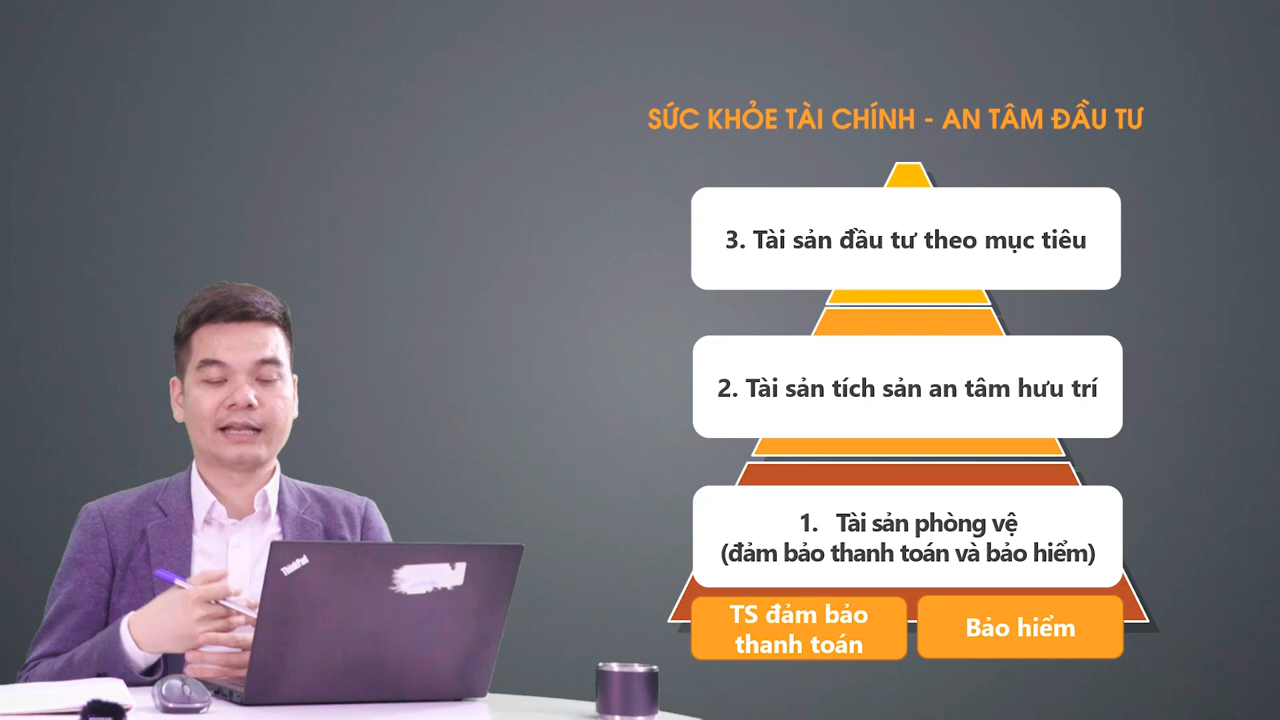 SỨC KHỎE TÀI CHÍNH - AN TÂM ĐẦU TƯ
3. Tài sản đầu tư theo mục tiêu
2. Tài sản tích sản an tâm hưu trí
1. Tài sản phòng vệ
(đảm bảo thanh toán và bảo hiểm)
TS đảm bảo
thanh toán
Bảo hiểm
ThinkPad